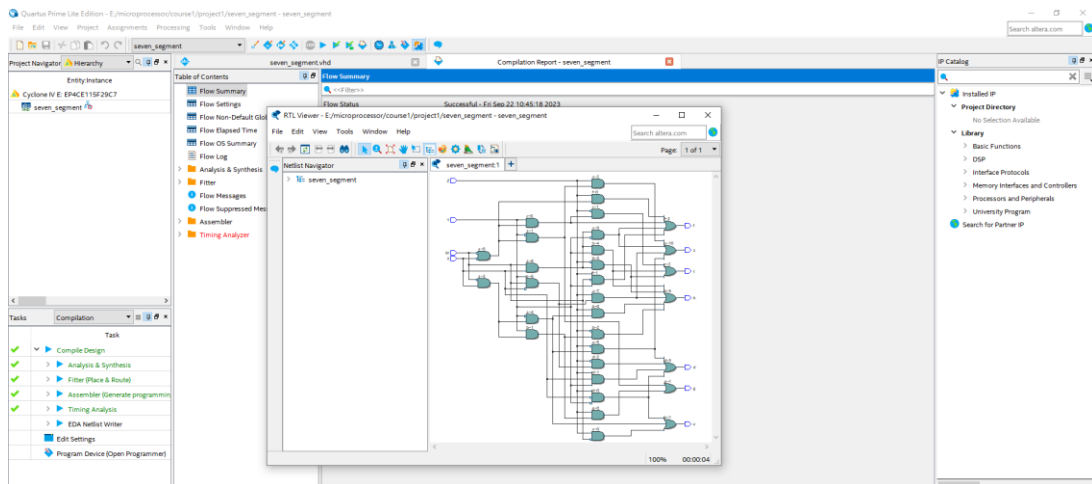 Quartus Prime Lite Edition - E:/microprocessor/course1/project1/seven_segment - seven_segment
File Edit View Project Assignments Processing Tools Window Help
Search altera.com
seven_segment
Project Navigator Hierarchy
seven_segment.vhd
Compilation Report - seven_segment
IP Catalog
Entity:Instance
Cyclone IV E: EP4CE115F29C7
seven_segment
Table of Contents
Flow Summary
Flow Settings
Flow Non-Default Glo
Flow Elapsed Time
Flow OS Summary
Flow Log
Analysis & Synthesis
Fitter
Flow Messages
Flow Suppressed Mes
Assembler
Timing Analyzer
Flow Summary
<<Filter>>
Flow Status Successful - Fri Sep 22 10:45:18 2023
RTL Viewer - E:/microprocessor/course1/project1/seven_segment - seven_segment
File Edit View Tools Window Help
Search altera.com
Page: 1 of 1
Netlist Navigator
seven_segment:1
seven_segment
100% 00:00:04
Installed IP
Project Directory
No Selection Available
Library
Basic Functions
DSP
Interface Protocols
Memory Interfaces and Controllers
Processors and Peripherals
University Program
Search for Partner IP
Tasks Compilation
Task
Compile Design
Analysis & Synthesis
Fitter (Place & Route)
Assembler (Generate programmin
Timing Analysis
EDA Netlist Writer
Edit Settings
Program Device (Open Programmer)